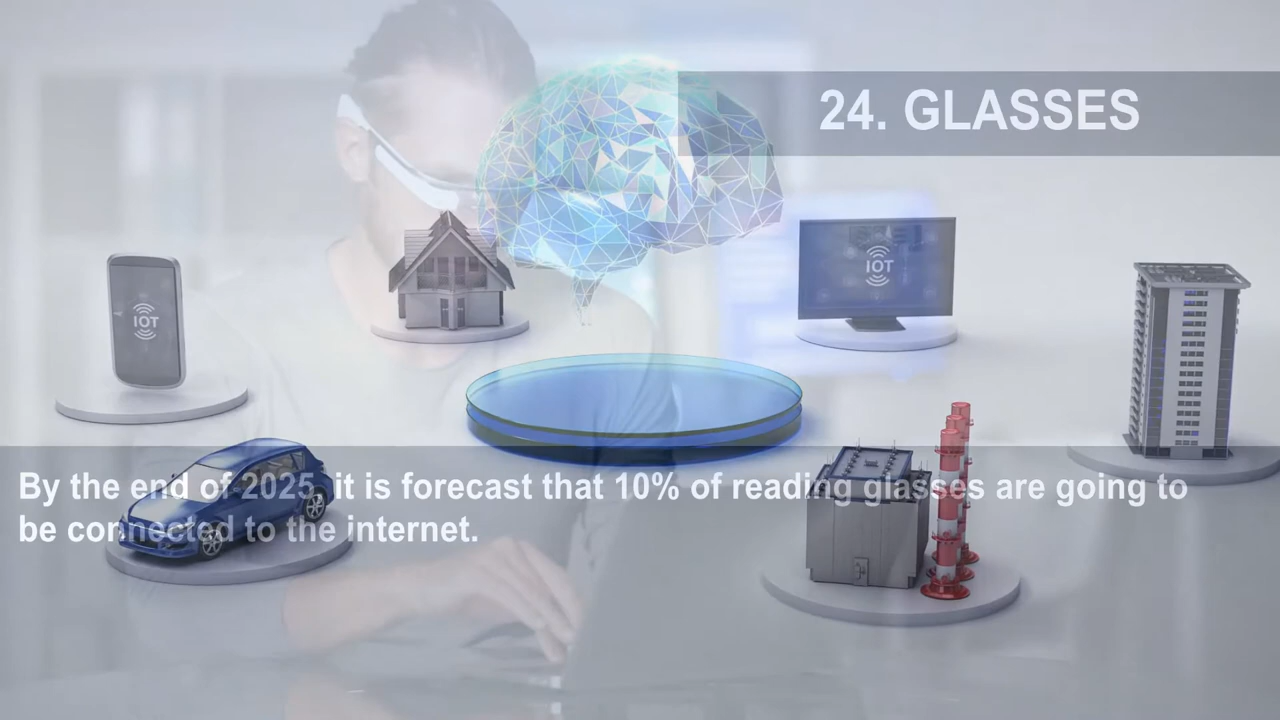 24. GLASSES
IOT
IOT
By the end of 2025, it is forecast that 10% of reading glasses are going to
be connected to the internet.